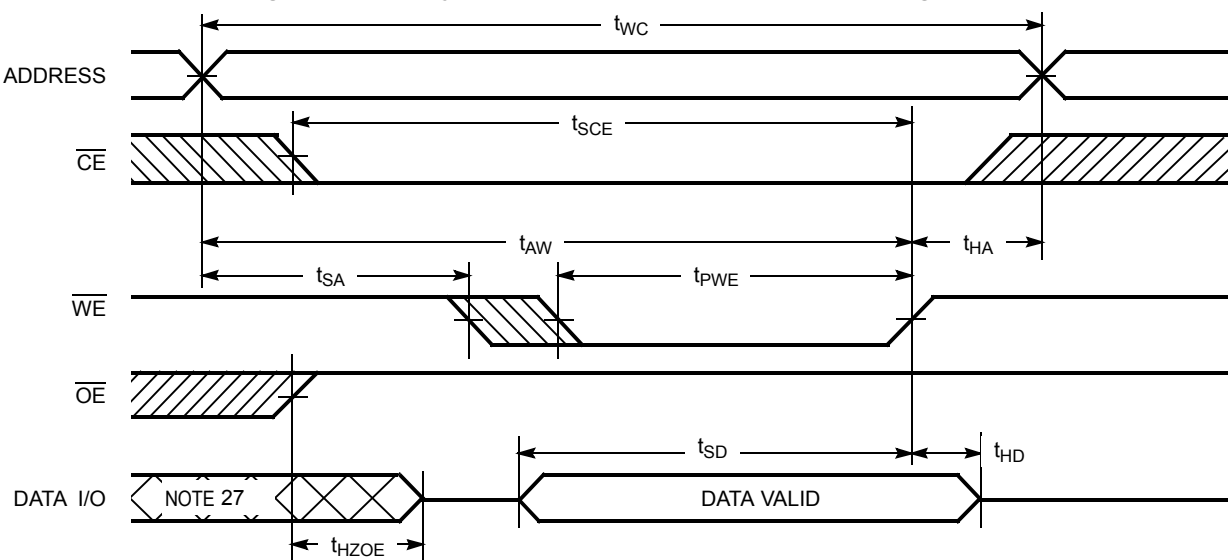 tWC
ADDRESS
tSCE
CE
tAW
tHA
tSA
tPWE
WE
OE
tSD
tHD
DATA I/O
NOTE 27
DATA VALID
tHZOE